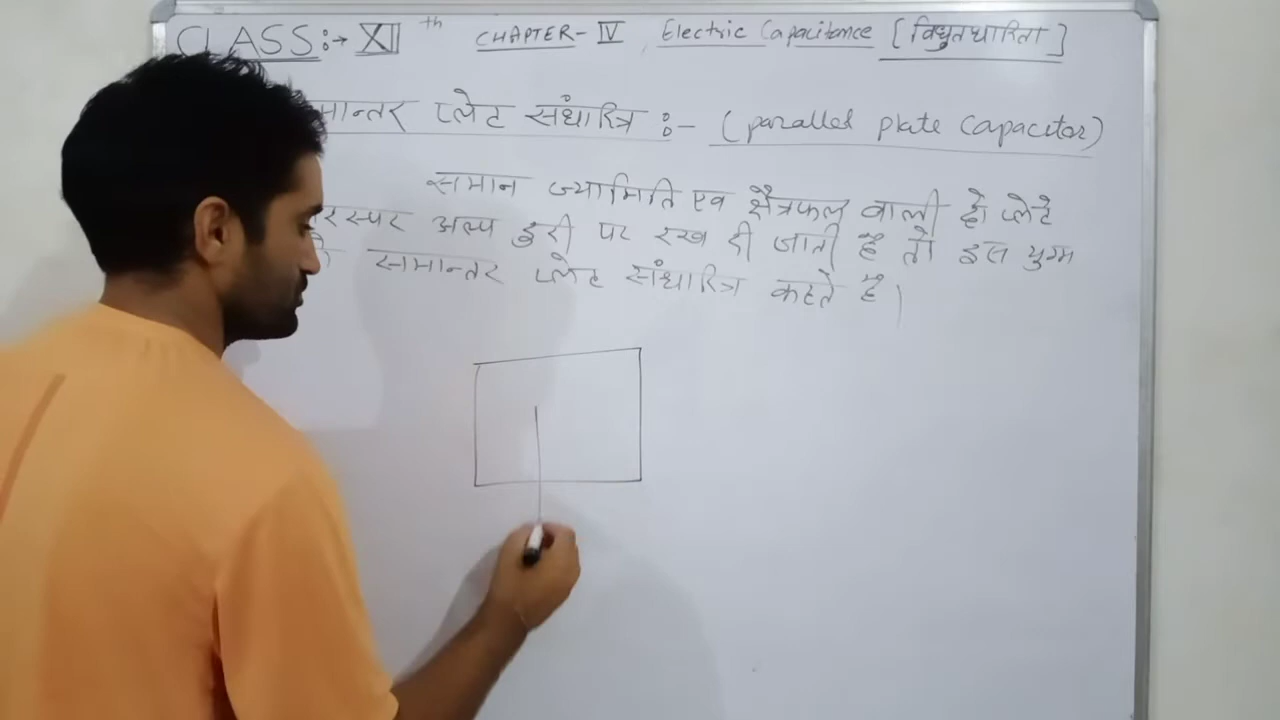 CLASS:→ XII th CHAPTER-IV Electric Capacitance [विधुतधारिता]
मान्तर प्लेट संधारित्र :- (parallel plate capacitor)
समान ज्यामिति एव क्षैत्रफल वाली दो प्लेटे
रस्पर अल्प दुरी पर रख दी जाती है तो इस युग्म
समान्तर प्लेट संधारित्र कहते है।